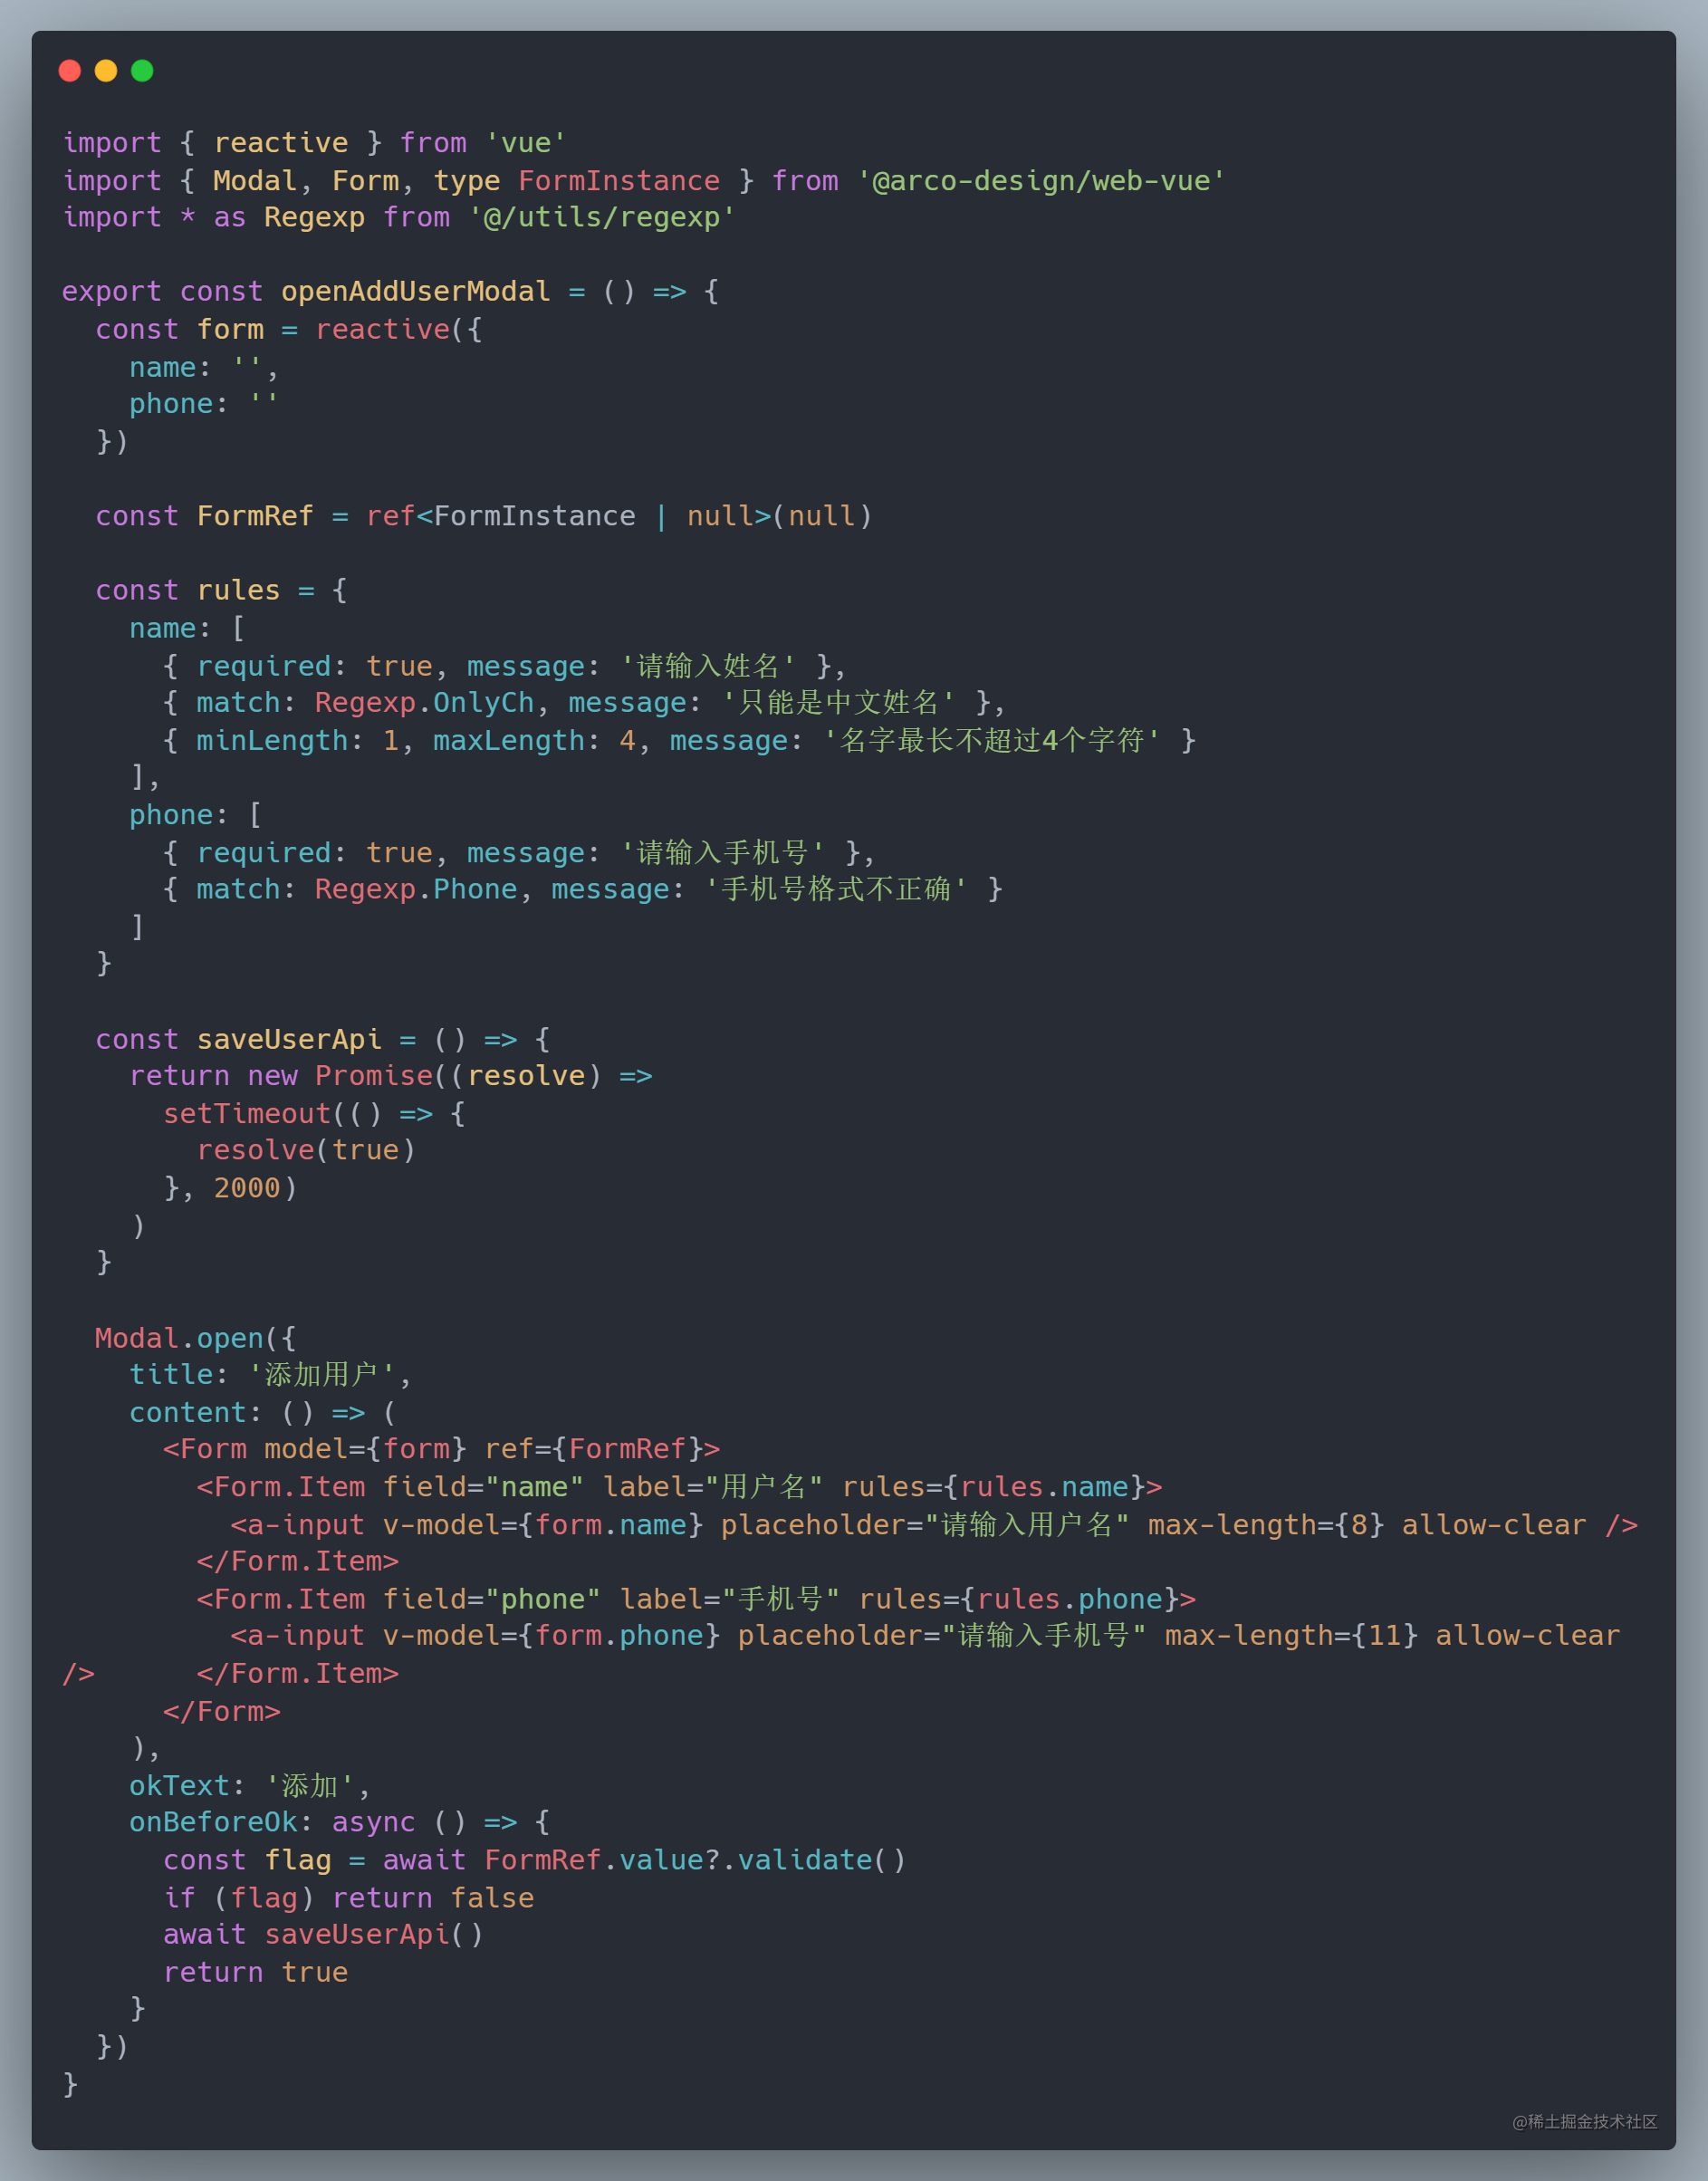 import { reactive } from 'vue'
import { Modal, Form, type FormInstance } from '@arco-design/web-vue'
import * as Regexp from '@/utils/regexp'

export const openAddUserModal = () => {
  const form = reactive({
    name: '',
    phone: ''
  })

  const FormRef = ref<FormInstance | null>(null)

  const rules = {
    name: [
      { required: true, message: '请输入姓名' },
      { match: Regexp.OnlyCh, message: '只能是中文姓名' },
      { minLength: 1, maxLength: 4, message: '名字最长不超过4个字符' }
    ],
    phone: [
      { required: true, message: '请输入手机号' },
      { match: Regexp.Phone, message: '手机号格式不正确' }
    ]
  }

  const saveUserApi = () => {
    return new Promise((resolve) =>
      setTimeout(() => {
        resolve(true)
      }, 2000)
    )
  }

  Modal.open({
    title: '添加用户',
    content: () => (
      <Form model={form} ref={FormRef}>
        <Form.Item field="name" label="用户名" rules={rules.name}>
          <a-input v-model={form.name} placeholder="请输入用户名" max-length={8} allow-clear />
        </Form.Item>
        <Form.Item field="phone" label="手机号" rules={rules.phone}>
          <a-input v-model={form.phone} placeholder="请输入手机号" max-length={11} allow-clear
/>      </Form.Item>
      </Form>
    ),
    okText: '添加',
    onBeforeOk: async () => {
      const flag = await FormRef.value?.validate()
      if (flag) return false
      await saveUserApi()
      return true
    }
  })
}
@稀土掘金技术社区